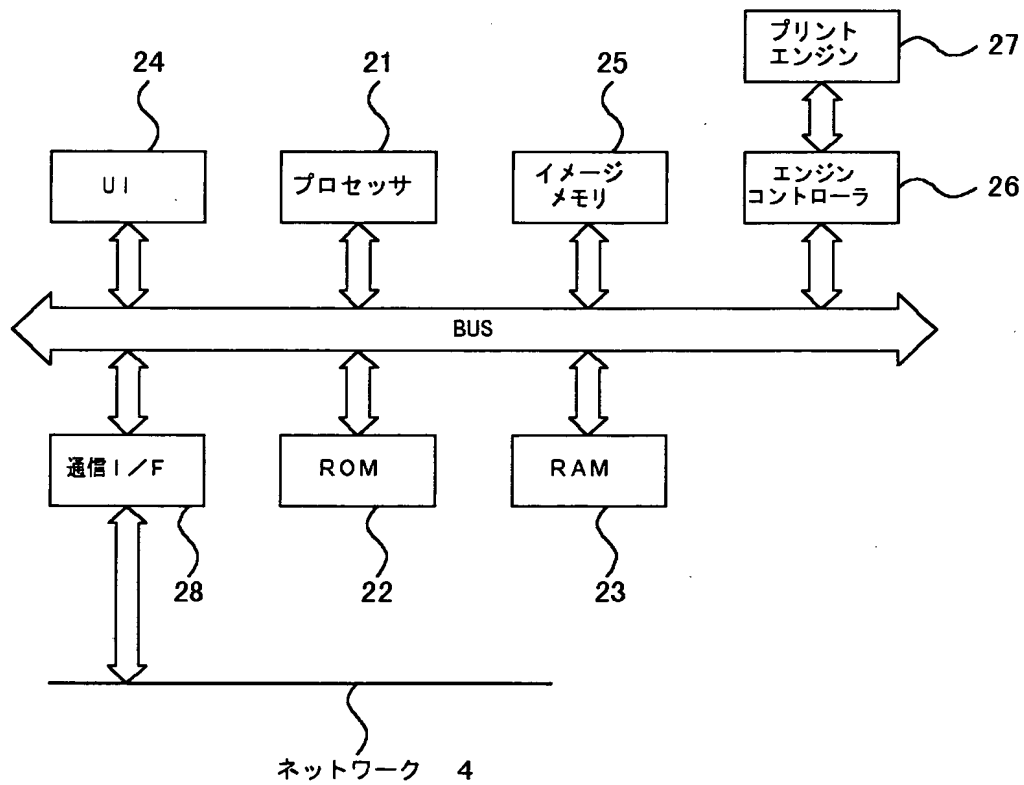 プリント
エンジン
27
24
21
25
UI
プロセッサ
イメージ
メモリ
エンジン
コントローラ
26
BUS
通信I/F
ROM
RAM
28
22
23
ネットワーク 4